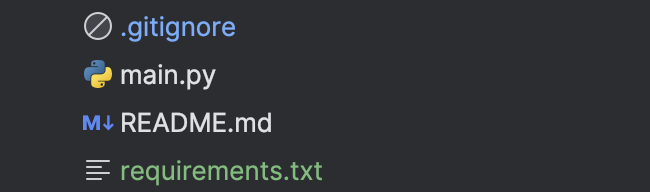 .gitignore
main.py
M↓ README.md
requirements.txt